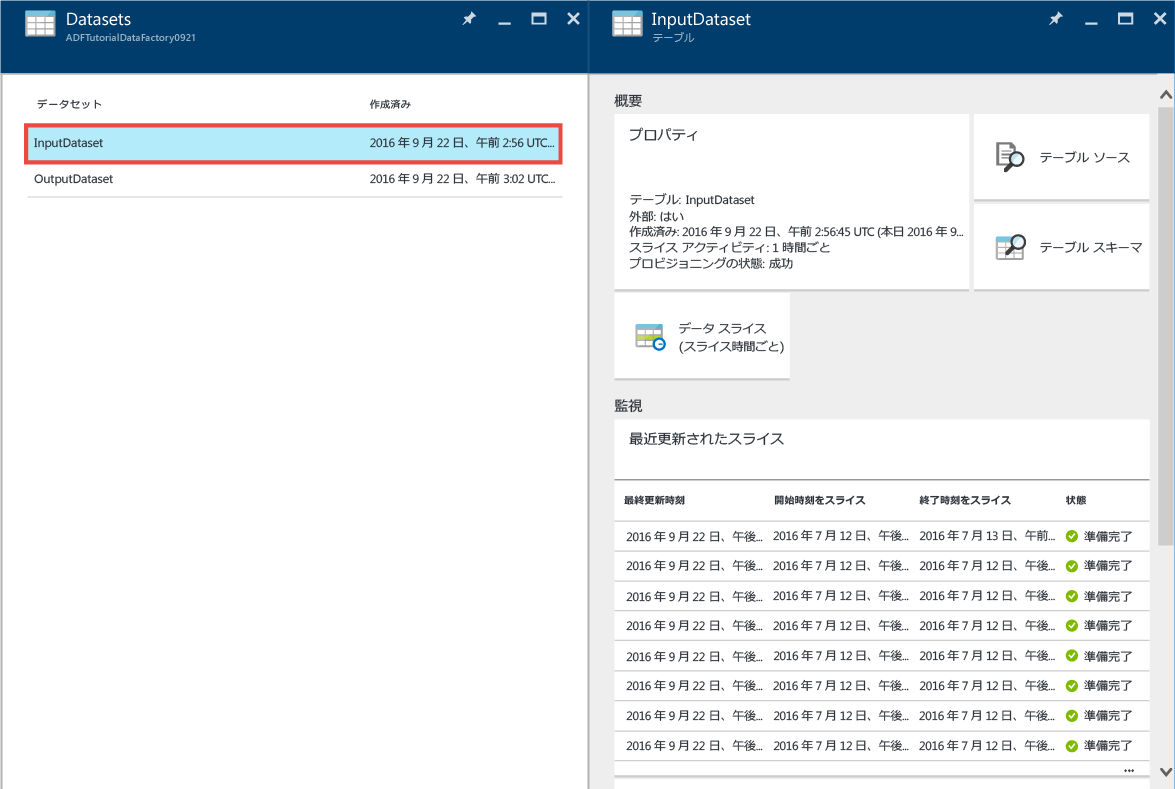 Datasets
ADFTutorialDataFactory0921
データセット 作成済み
InputDataset 2016 年 9 月 22 日、午前 2:56 UTC...
OutputDataset 2016 年 9 月 22 日、午前 3:02 UTC...
InputDataset
テーブル
概要
プロパティ
テーブル: InputDataset
外部: はい
作成済み: 2016 年 9 月 22 日、午前 2:56:45 UTC (本日 2016 年 9...
スライス アクティビティ: 1 時間ごと
プロビジョニングの状態: 成功
テーブル ソース
テーブル スキーマ
データ スライス
(スライス時間ごと)
監視
最近更新されたスライス
最終更新時刻 開始時刻をスライス 終了時刻をスライス 状態
2016 年 9 月 22 日、午後... 2016 年 7 月 12 日、午後... 2016 年 7 月 13 日、午前... 準備完了
2016 年 9 月 22 日、午後... 2016 年 7 月 12 日、午後... 2016 年 7 月 12 日、午後... 準備完了
2016 年 9 月 22 日、午後... 2016 年 7 月 12 日、午後... 2016 年 7 月 12 日、午後... 準備完了
2016 年 9 月 22 日、午後... 2016 年 7 月 12 日、午後... 2016 年 7 月 12 日、午後... 準備完了
2016 年 9 月 22 日、午後... 2016 年 7 月 12 日、午後... 2016 年 7 月 12 日、午後... 準備完了
2016 年 9 月 22 日、午後... 2016 年 7 月 12 日、午後... 2016 年 7 月 12 日、午後... 準備完了
2016 年 9 月 22 日、午後... 2016 年 7 月 12 日、午後... 2016 年 7 月 12 日、午後... 準備完了
2016 年 9 月 22 日、午後... 2016 年 7 月 12 日、午後... 2016 年 7 月 12 日、午後... 準備完了
...